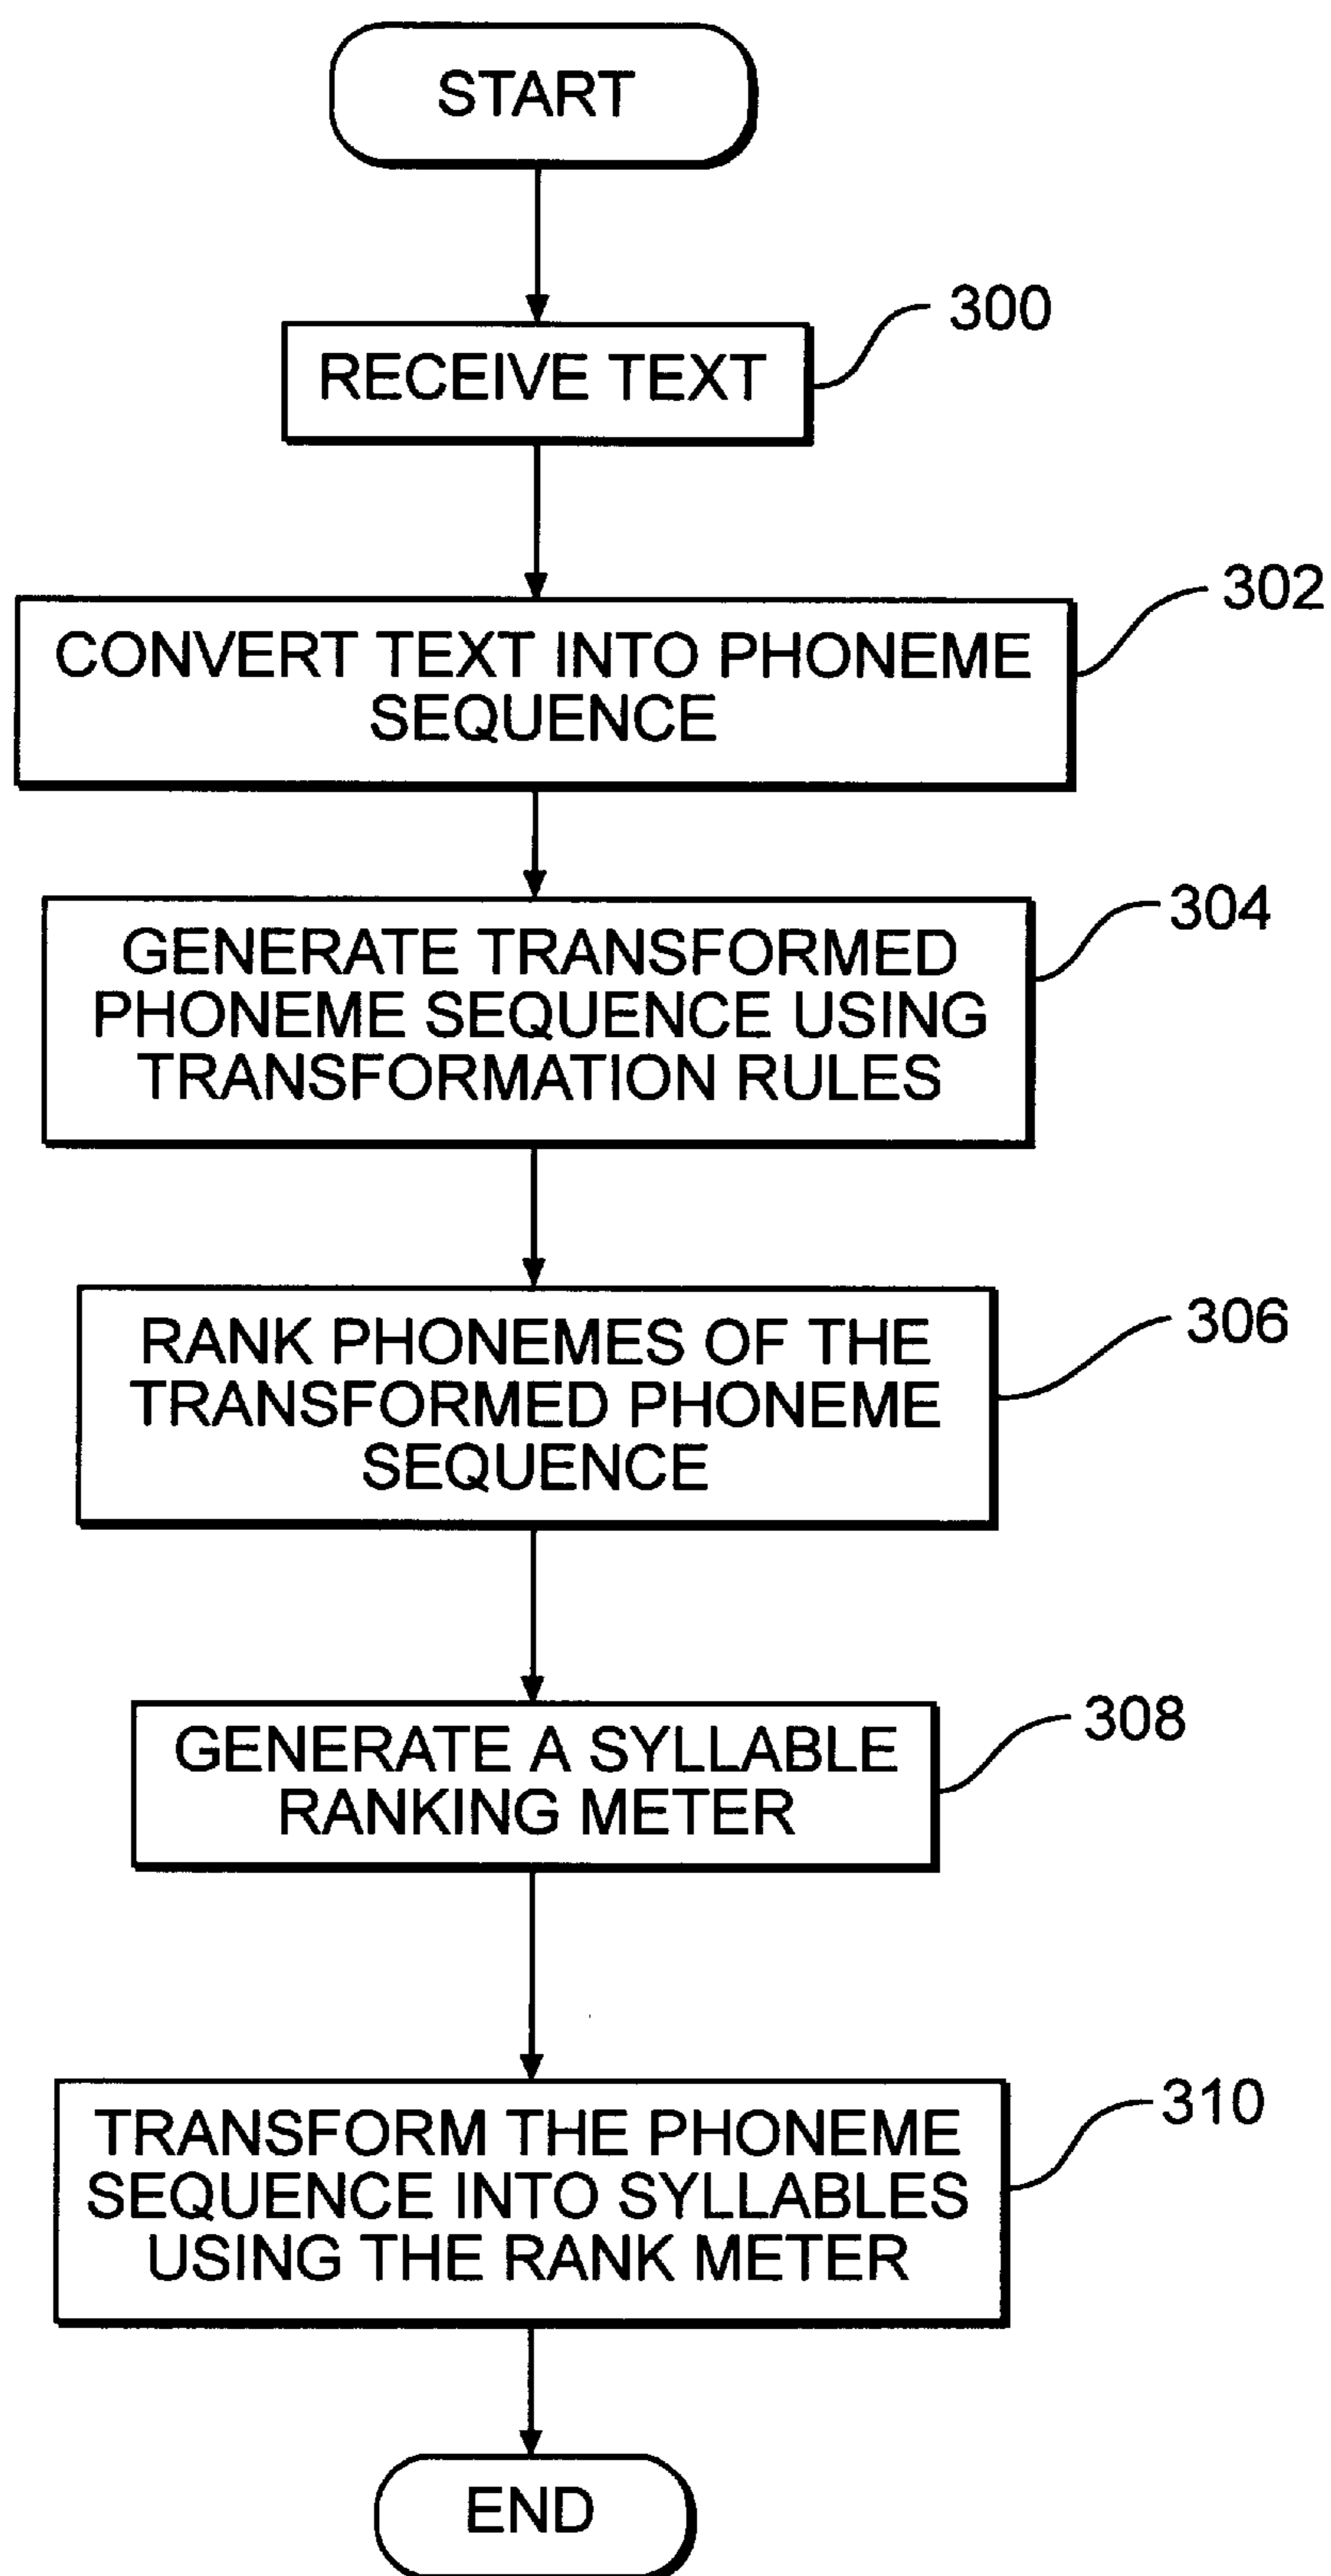 START
300
RECEIVE TEXT
302
CONVERT TEXT INTO PHONEME
SEQUENCE
304
GENERATE TRANSFORMED
PHONEME SEQUENCE USING
TRANSFORMATION RULES
306
RANK PHONEMES OF THE
TRANSFORMED PHONEME
SEQUENCE
308
GENERATE A SYLLABLE
RANKING METER
310
TRANSFORM THE PHONEME
SEQUENCE INTO SYLLABLES
USING THE RANK METER
END